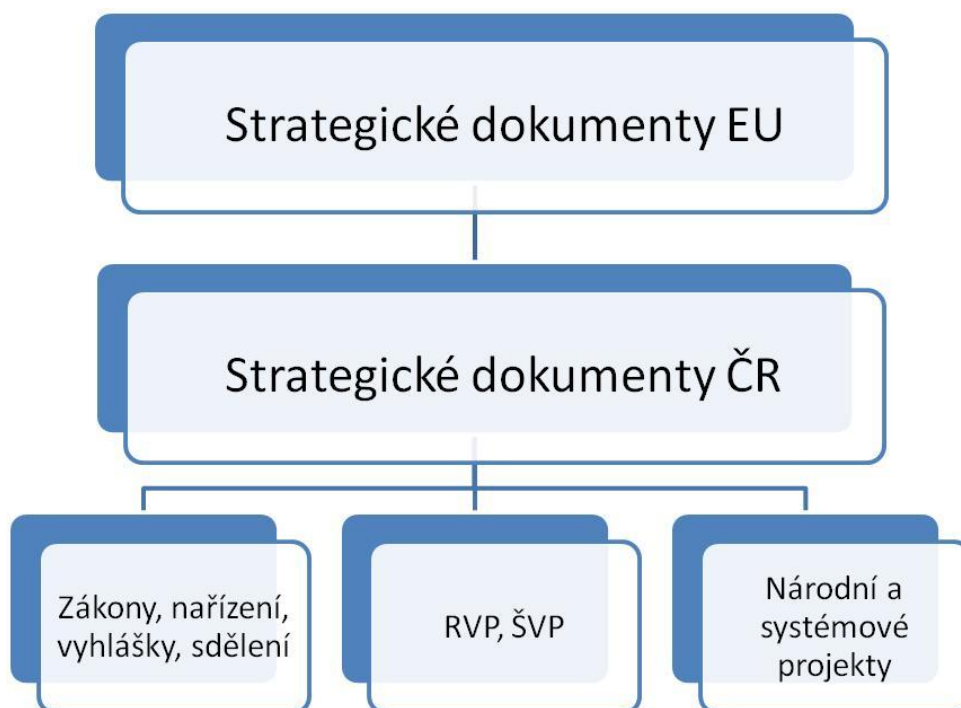 Strategické dokumenty EU
Strategické dokumenty ČR
Zákony, nařízení,
vyhlášky, sdělení
RVP, ŠVP
Národní a
systémové
projekty